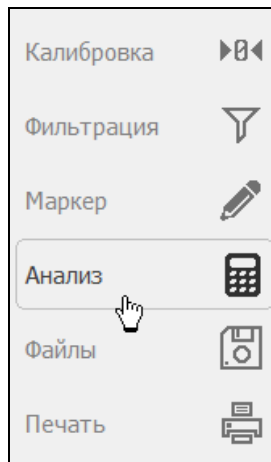 Калибровка
Фильтрация
Маркер
Анализ
Файлы
Печать